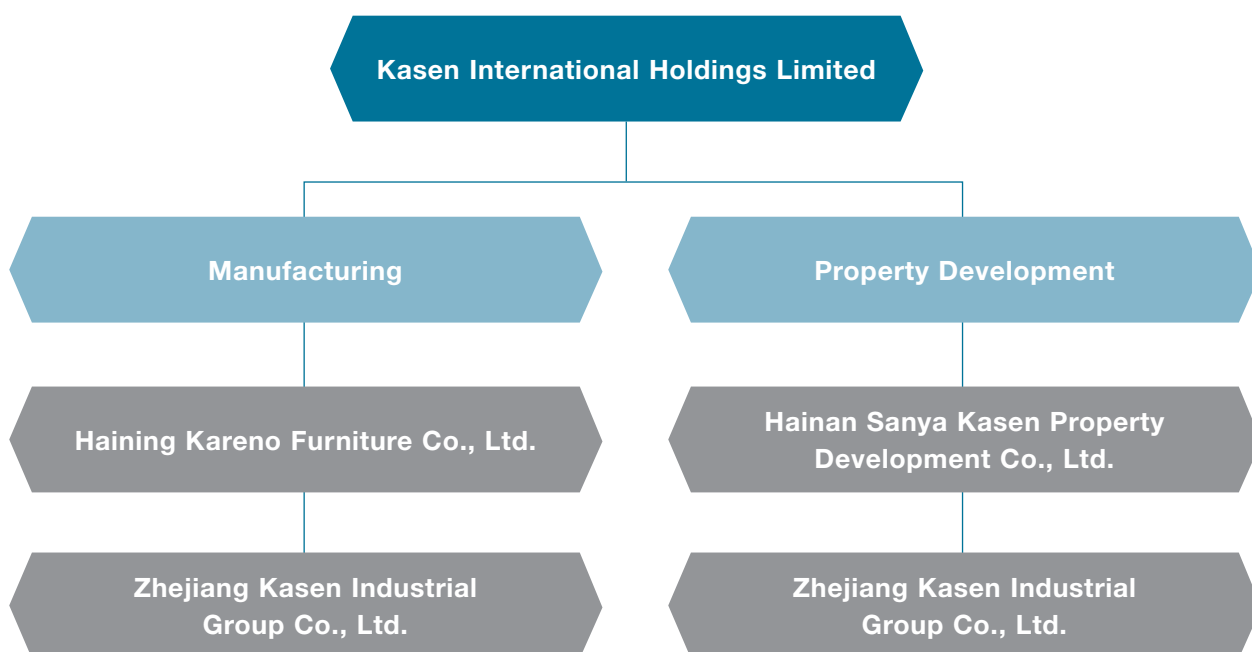 Kasen International Holdings Limited
Manufacturing
Property Development
Haining Kareno Furniture Co., Ltd.
Hainan Sanya Kasen Property
Development Co., Ltd.
Zhejiang Kasen Industrial
Group Co., Ltd.
Zhejiang Kasen Industrial
Group Co., Ltd.